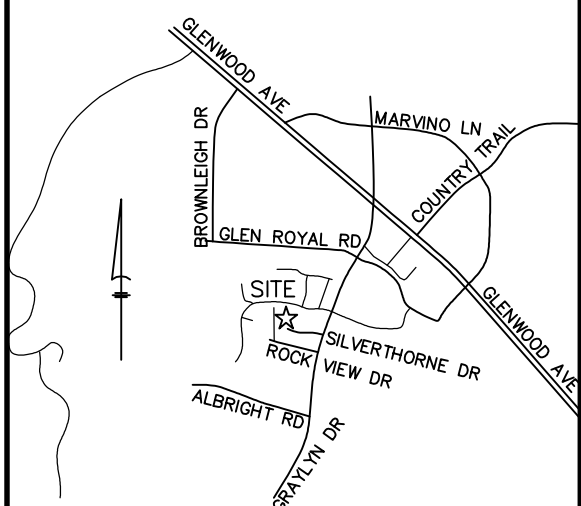 GLENWOOD AVE
MARVINO LN
BROWNLEIGH DR
COUNTRY TRAIL
GLEN ROYAL RD
SITE
GLENWOOD AVE
SILVERTHORNE DR
ROCK VIEW DR
ALBRIGHT RD
GRAYLYN DR